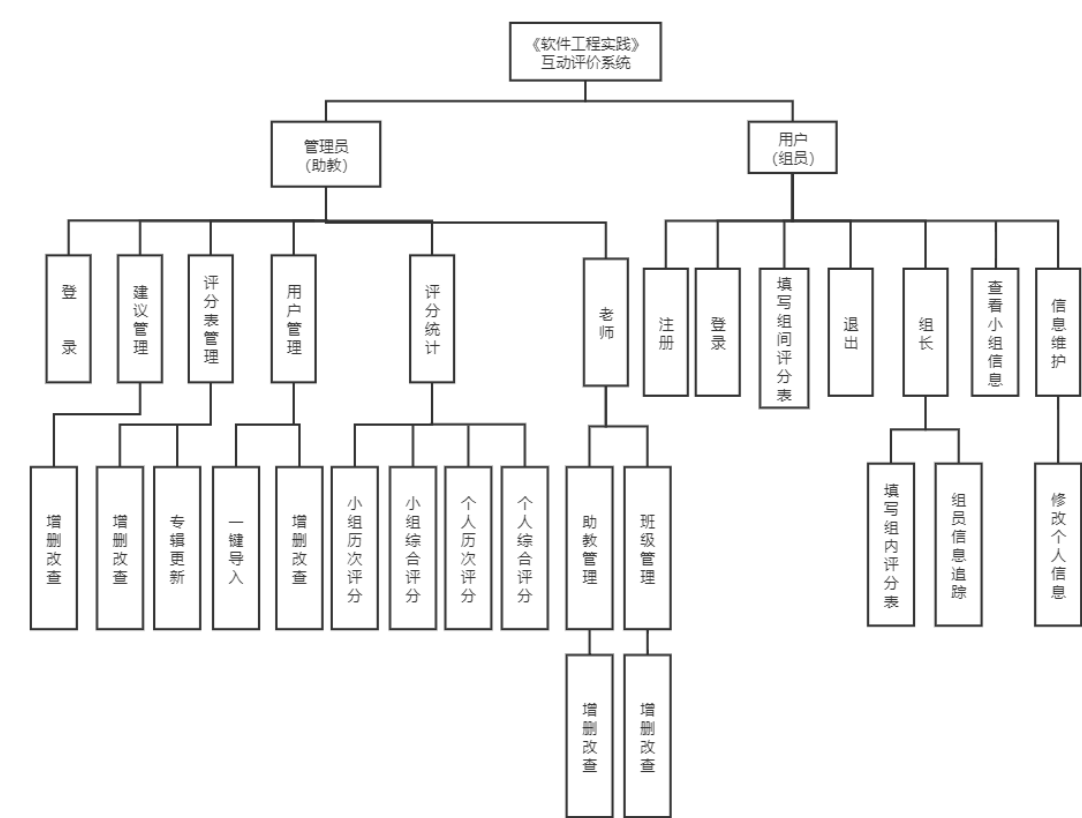 《软件工程实践》
互动评价系统
管理员
（助教）
用户
（组员）
登录
建议管理
评分表管理
用户管理
评分统计
老师
注册
登录
填写组间评分表
退出
组长
查看小组信息
信息维护
增删改查
增删改查
专辑更新
一键导入
增删改查
小组历次评分
小组综合评分
个人历次评分
个人综合评分
助教管理
班级管理
填写组内评分表
组员信息追踪
修改个人信息
增删改查
增删改查